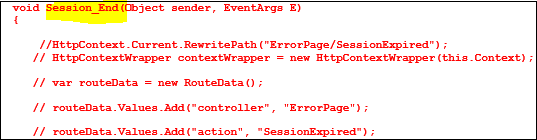 void Session_End(Object sender, EventArgs E)
{
//HttpContext.Current.RewritePath("ErrorPage/SessionExpired");
// HttpContextWrapper contextWrapper = new HttpContextWrapper(this.Context);
// var routeData = new RouteData();
// routeData.Values.Add("controller", "ErrorPage");
// routeData.Values.Add("action", "SessionExpired");